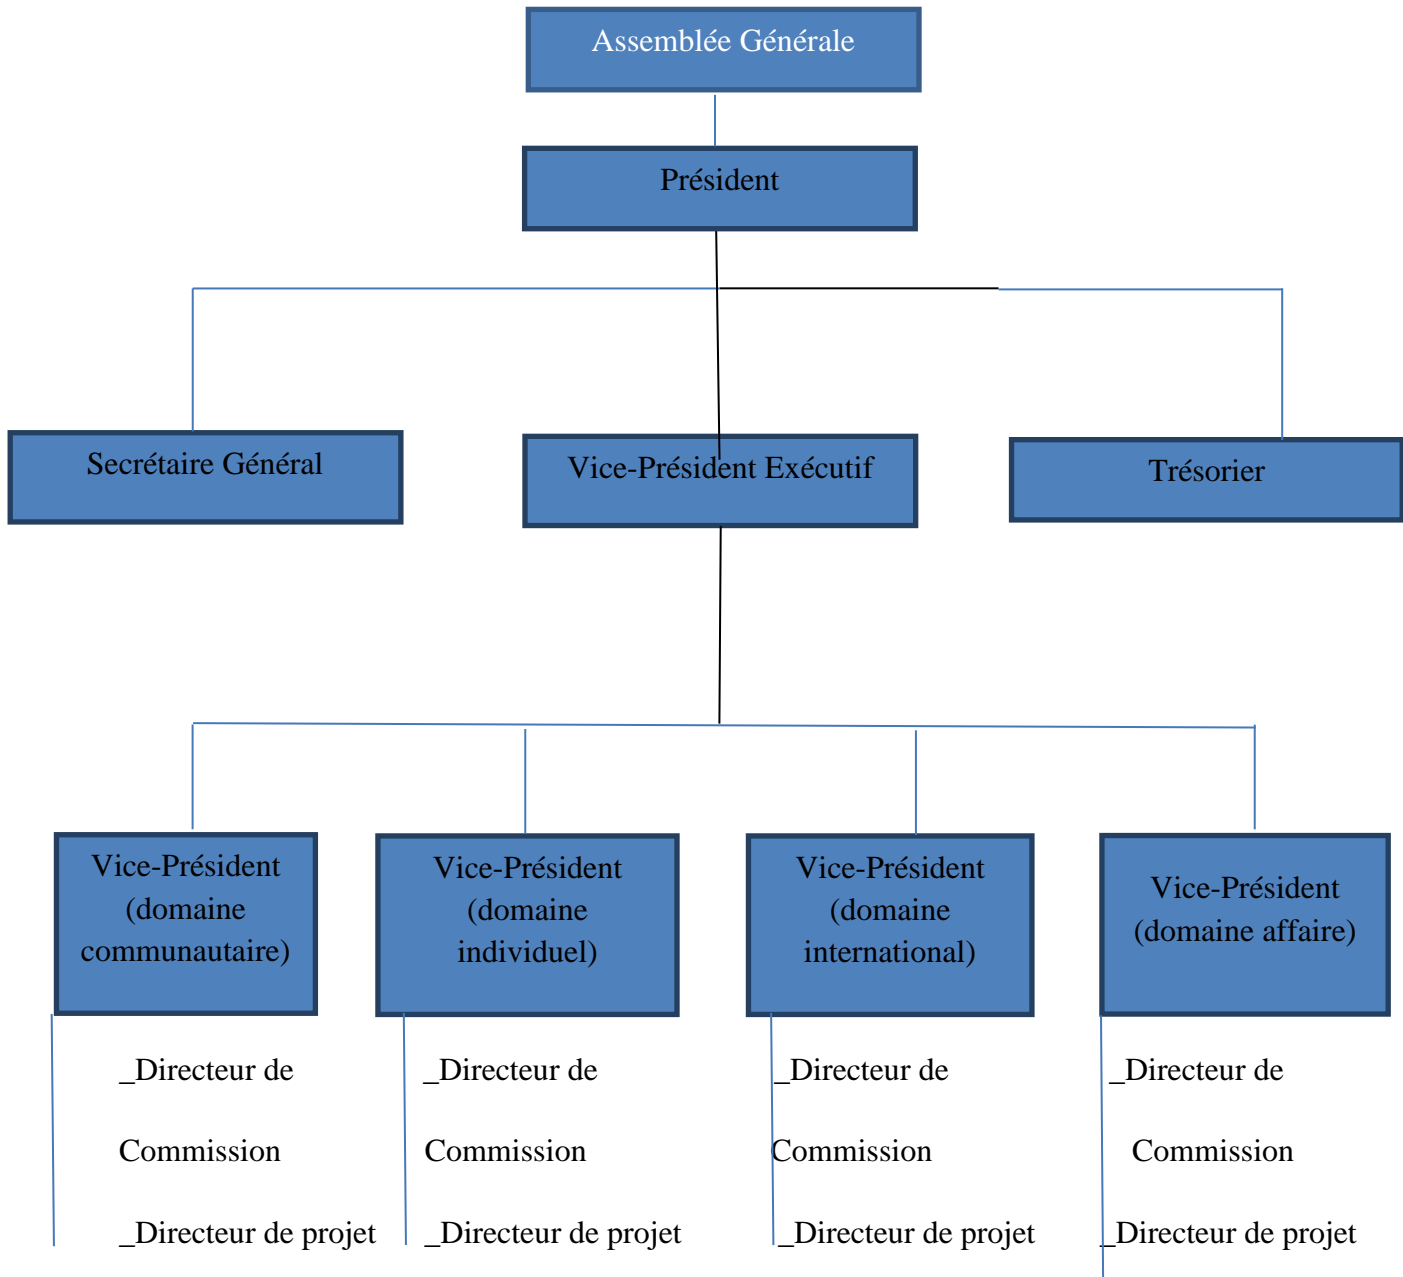 Assemblée Générale
Président
Secrétaire Général
Vice-Président Exécutif
Trésorier
Vice-Président
(domaine
communautaire)
Vice-Président
(domaine
individuel)
Vice-Président
(domaine
international)
Vice-Président
(domaine affaire)
_Directeur de
Commission
_Directeur de projet
_Directeur de
Commission
_Directeur de projet
_Directeur de
Commission
_Directeur de projet
_Directeur de
Commission
_Directeur de projet